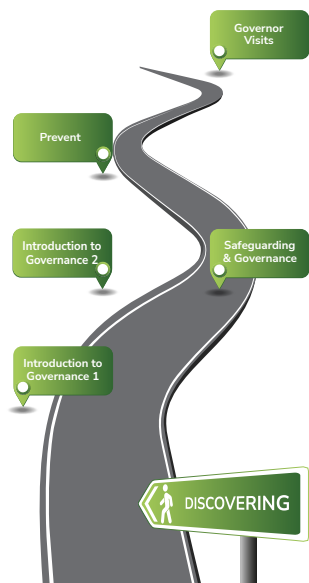 Governor
Visits
Prevent
Introduction to
Governance 2
Safeguarding
& Governance
Introduction to
Governance 1
DISCOVERING